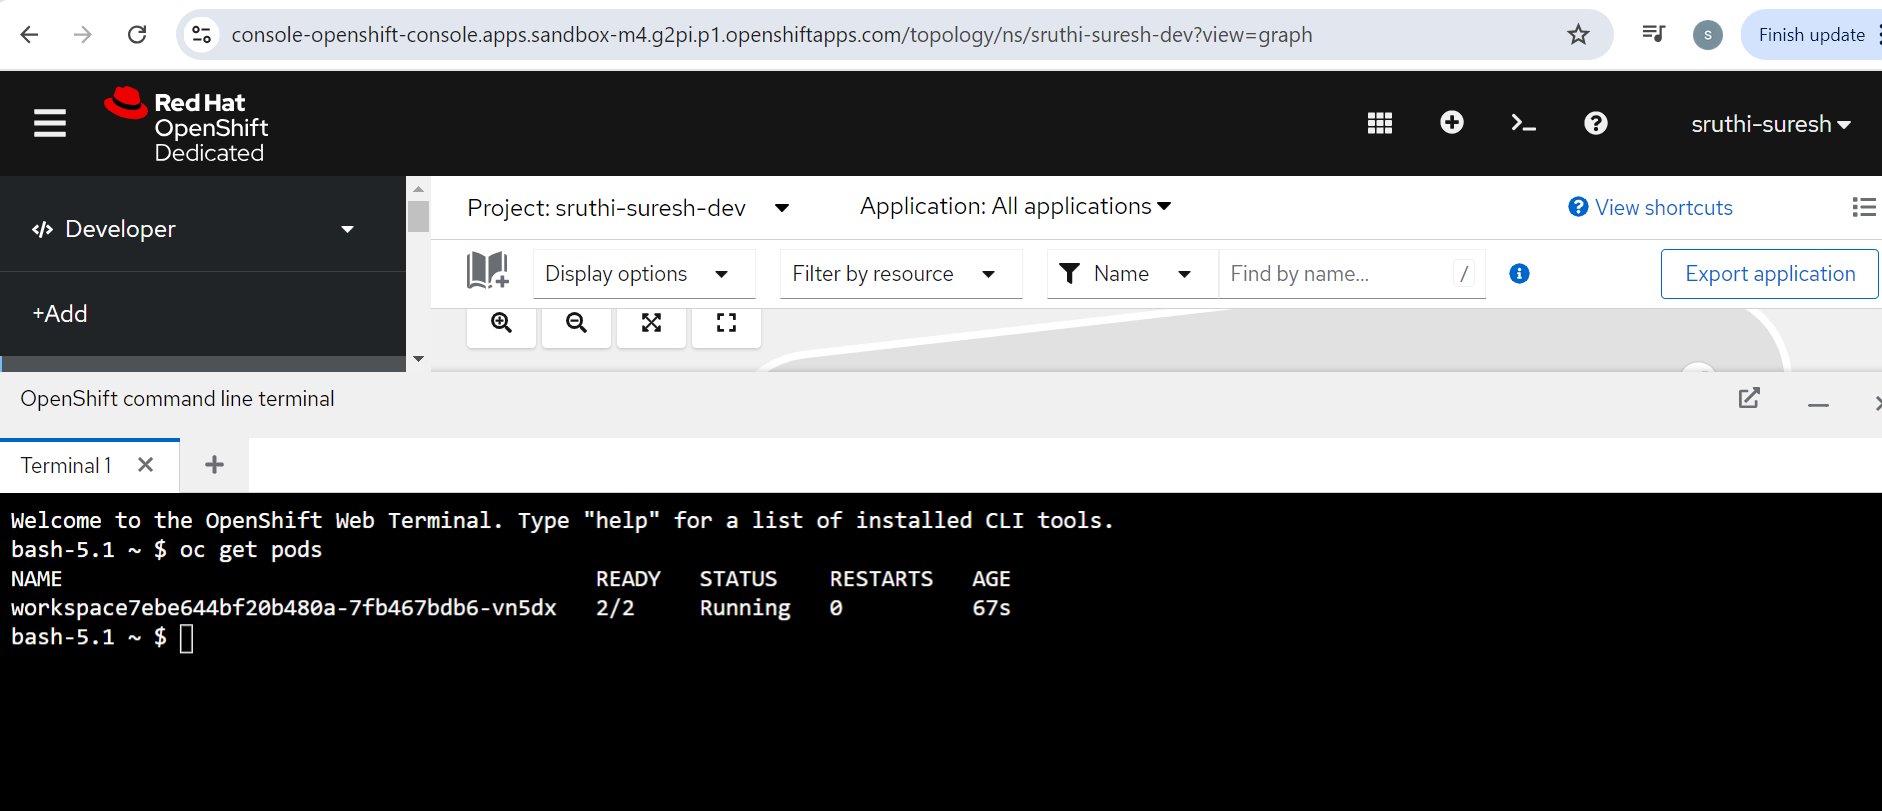 console-openshift-console.apps.sandbox-m4.g2pi.p1.openshiftapps.com/topology/ns/sruthi-suresh-dev?view=graph
S
Finish update
Red Hat
OpenShift
Dedicated
sruthi-suresh
Developer
Project: sruthi-suresh-dev
Application: All applications
View shortcuts
Display options
Filter by resource
Name
Find by name...
/
Export application
+Add
OpenShift command line terminal
Terminal 1
Welcome to the OpenShift Web Terminal. Type "help" for a list of installed CLI tools.
bash-5.1 ~ $ oc get pods
NAME READY STATUS RESTARTS AGE
workspace7ebe644bf20b480a-7fb467bdb6-vn5dx 2/2 Running 0 67s
bash-5.1 ~ $